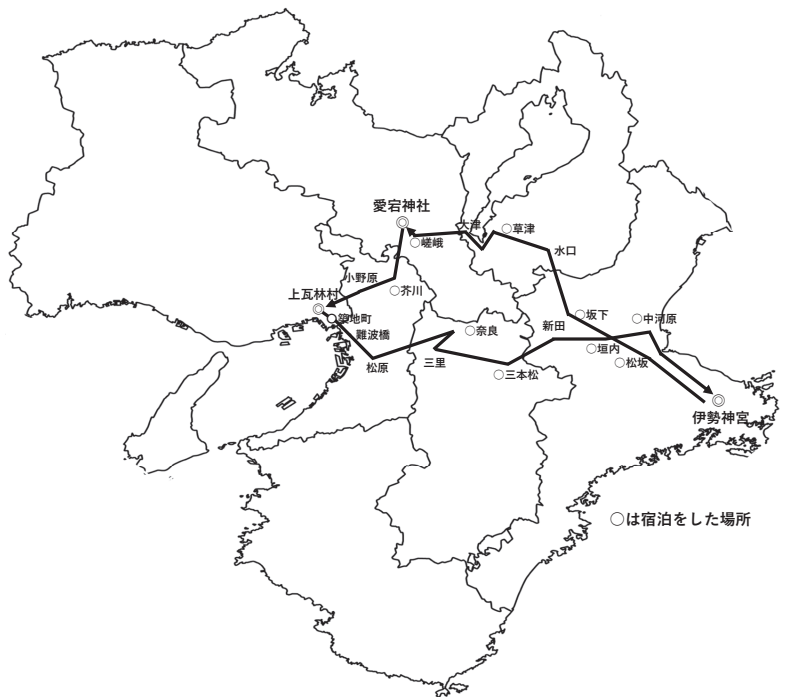 愛宕神社
大津
○草津
○嵯峨
水口
小野原
○芥川
上瓦林村
○築地町
難波橋
松原
○奈良
三里
○三本松
新田
○坂下
○中河原
○垣内
○松坂
伊勢神宮
○は宿泊をした場所